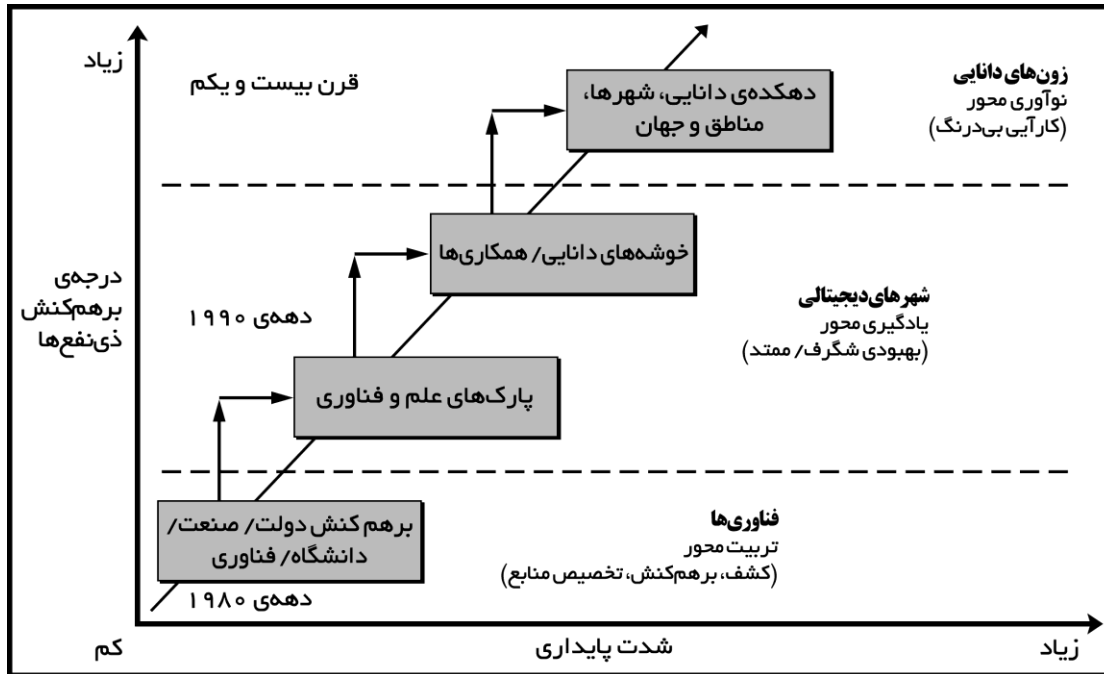 زیاد
قرن بیست و یکم
دهکده‌ی دانایی، شهرها،
مناطق و جهان
زون‌های دانایی
نوآوری محور
(کارآیی بی‌درنگ)
خوشه‌های دانایی/ همکاری‌ها
درجه‌ی
برهم‌کنش
ذی‌نفع‌ها
دهه‌ی ۱۹۹۰
شهرهای دیجیتالی
یادگیری محور
(بهبودی شگرف/ ممتد)
پارک‌های علم و فناوری
برهم کنش دولت/ صنعت/
دانشگاه/ فناوری
دهه‌ی ۱۹۸۰
فناوری‌ها
تربیت محور
(کشف، برهم‌کنش، تخصیص منابع)
کم
شدت پایداری
زیاد